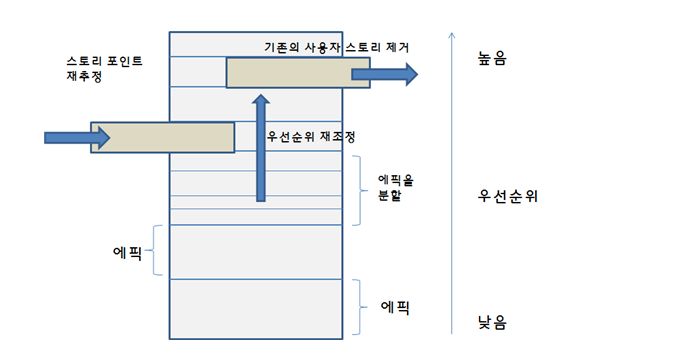 기존의 사용자 스토리 제거
스토리 포인트
재추정
높음
우선순위 재조정
에픽을
분할
우선순위
에픽
에픽
낮음